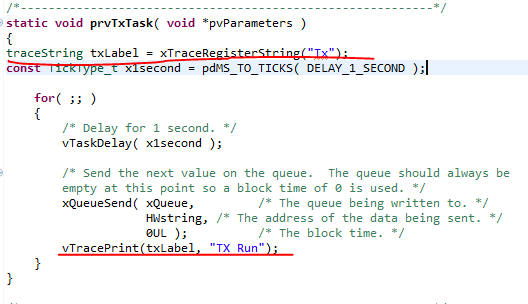 /*-----------------------------------------------------------*/
static void prvTxTask( void *pvParameters )
{
traceString txLabel = xTraceRegisterString("Tx");
const TickType_t x1second = pdMS_TO_TICKS( DELAY_1_SECOND );
for( ;; )
{
/* Delay for 1 second. */
vTaskDelay( x1second );
/* Send the next value on the queue.  The queue should always be
empty at this point so a block time of 0 is used. */
xQueueSend( xQueue, /* The queue being written to. */
HWstring, /* The address of the data being sent. */
0UL ); /* The block time. */
vTracePrint(txLabel, "TX Run");
}
}